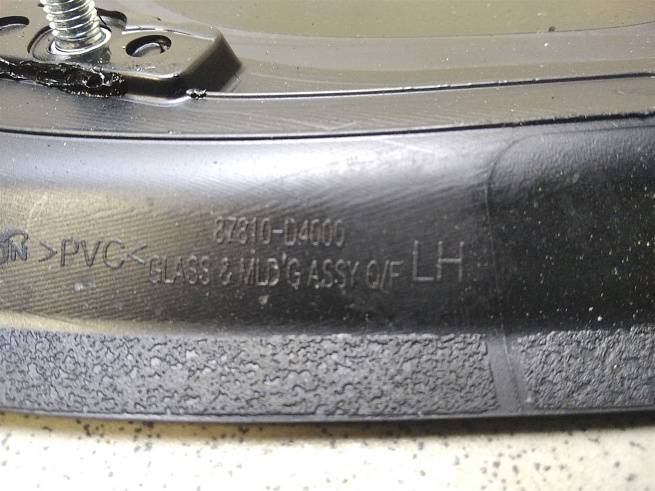 87810-D4000
>PVC< GLASS & MLD'G ASSY Q/F LH